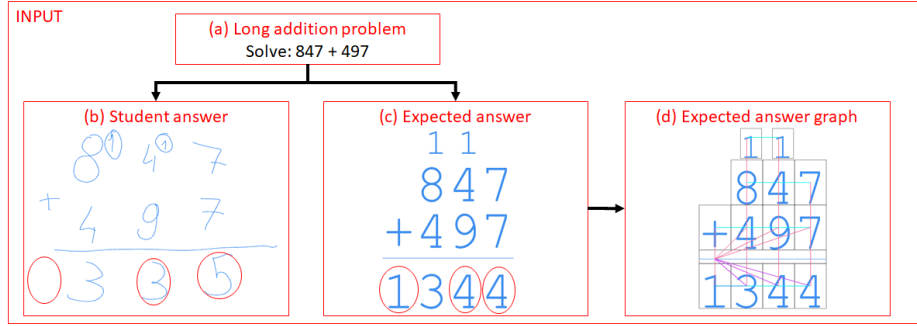 INPUT
(a) Long addition problem
Solve: 847 + 497
(b) Student answer
8 1 4 1 7
+ 4 9 7
3 3 5
(c) Expected answer
1 1
847
+497
1344
(d) Expected answer graph
1 1
847
+497
1344